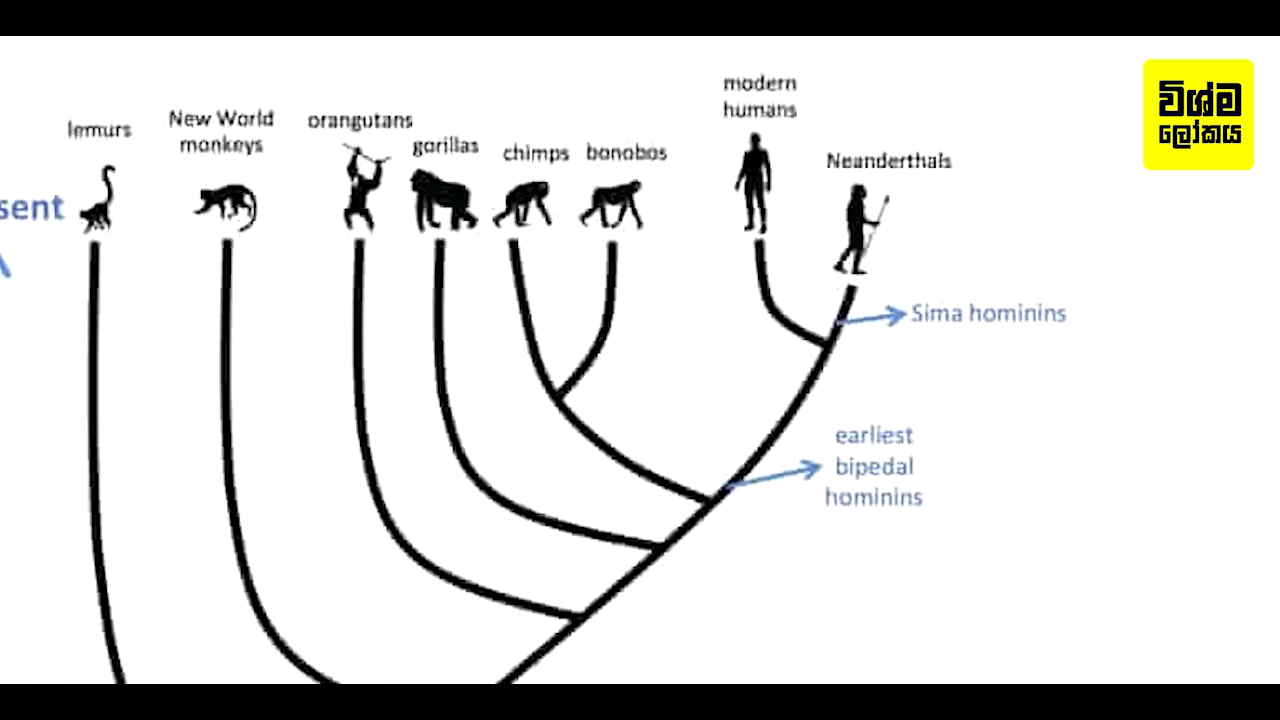 lemurs
New World
monkeys
orangutans
gorillas
chimps
bonobos
modern
humans
Neanderthals
විශ්ම
ලෝකය
sent
Sima hominins
earliest
bipedal
hominins